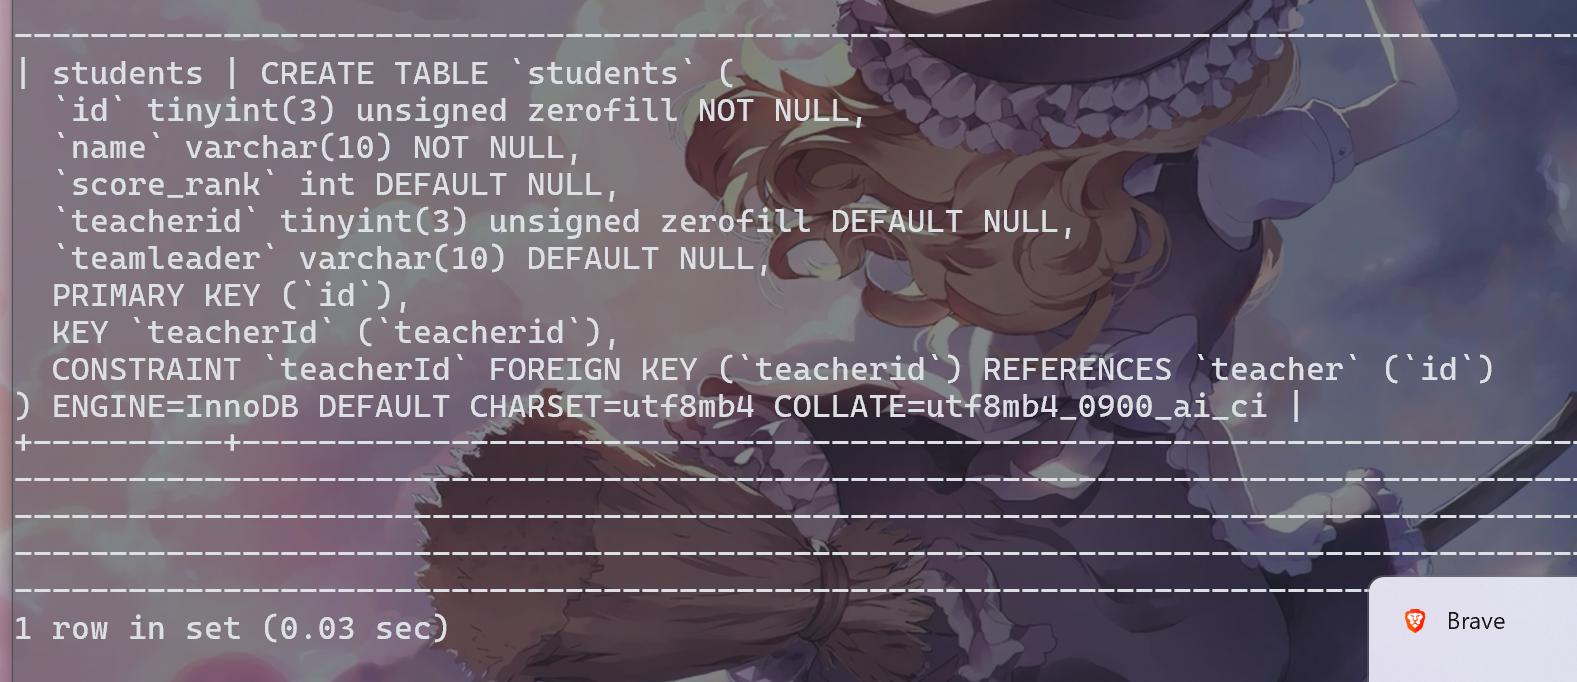 --------------------------------------------------------------------------------
| students | CREATE TABLE `students` (
  `id` tinyint(3) unsigned zerofill NOT NULL,
  `name` varchar(10) NOT NULL,
  `score_rank` int DEFAULT NULL,
  `teacherid` tinyint(3) unsigned zerofill DEFAULT NULL,
  `teamleader` varchar(10) DEFAULT NULL,
  PRIMARY KEY (`id`),
  KEY `teacherId` (`teacherid`),
  CONSTRAINT `teacherId` FOREIGN KEY (`teacherid`) REFERENCES `teacher` (`id`)
) ENGINE=InnoDB DEFAULT CHARSET=utf8mb4 COLLATE=utf8mb4_0900_ai_ci |
+----------+----------------------------------------------------------------------
----------------------------------------------------------------------------------
----------------------------------------------------------------------------------
----------------------------------------------------------------------------------
-----------------------------------------------------------------------
1 row in set (0.03 sec)
Brave